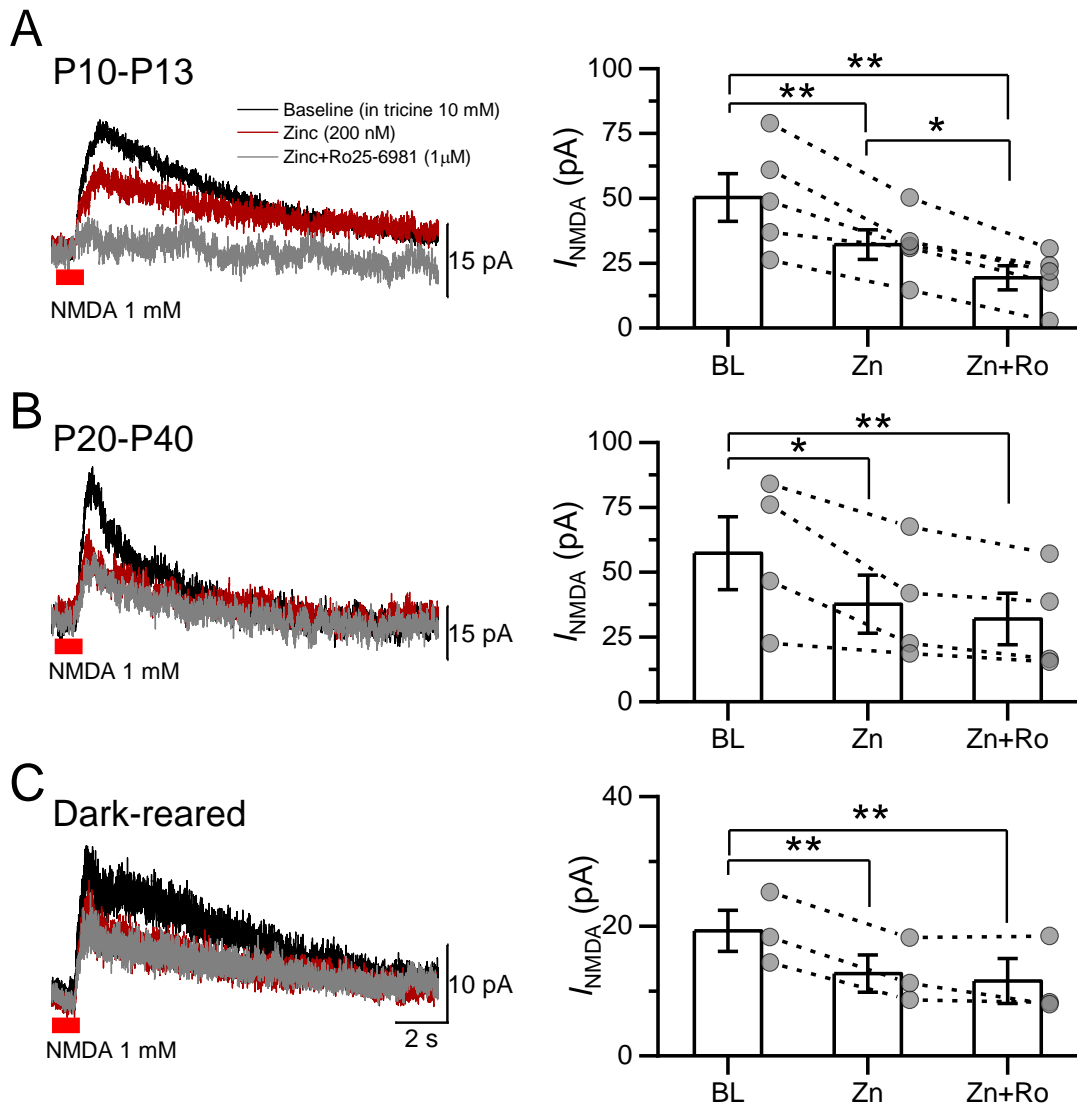 A
P10-P13
Baseline (in tricine 10 mM)
Zinc (200 nM)
Zinc+Ro25-6981 (1μM)
15 pA
NMDA 1 mM
100
75
50
25
0
INMDA (pA)
**
**
*
BL Zn Zn+Ro
B
P20-P40
15 pA
NMDA 1 mM
100
75
50
25
0
INMDA (pA)
**
*
BL Zn Zn+Ro
C
Dark-reared
10 pA
2 s
NMDA 1 mM
40
20
0
INMDA (pA)
**
**
BL Zn Zn+Ro